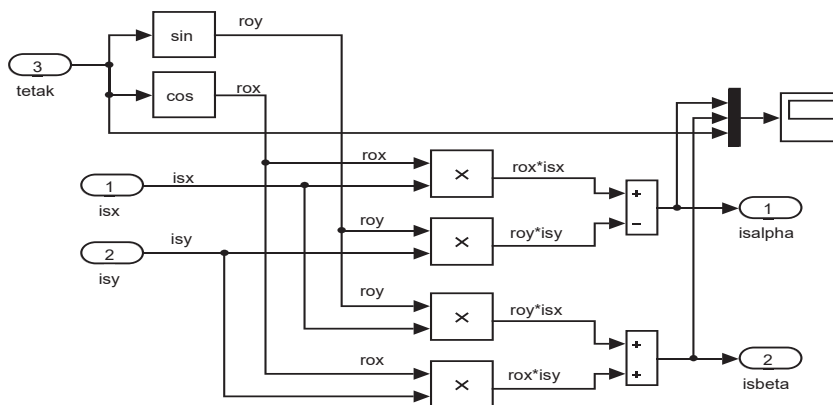 sin
roy
3
tetak
cos
rox
rox
×
rox*isx
1
isx
isx
+
−
1
isalpha
roy
×
roy*isy
2
isy
isy
roy
×
roy*isx
+
+
2
isbeta
rox
×
rox*isy